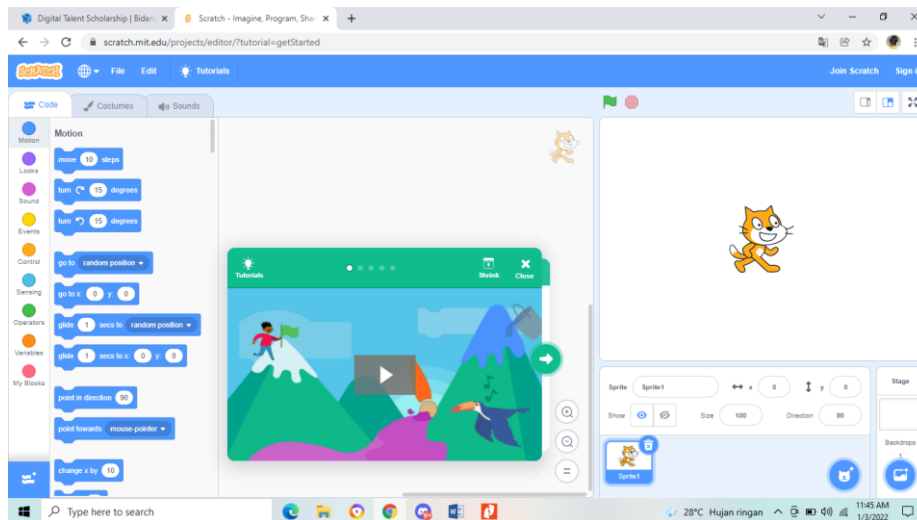 Digital Talent Scholarship | Bidan
Scratch - Imagine, Program, Shar
scratch.mit.edu/projects/editor/?tutorial=getStarted
SCRATCH File Edit Tutorials Join Scratch Sign i
Code Costumes Sounds
Motion
Looks
Sound
Events
Control
Sensing
Operators
Variables
My Blocks
Motion
move 10 steps
turn 15 degrees
turn 15 degrees
go to random position
go to x: 0 y: 0
glide 1 secs to random position
glide 1 secs to x: 0 y: 0
point in direction 90
point towards mouse-pointer
change x by 10
Tutorials Shrink Close
Sprite Sprite1 x 0 y 0
Show Size 100 Direction 90
Sprite1
Stage
Backdrops
1
Type here to search
28°C Hujan ringan
11:45 AM
1/3/2022